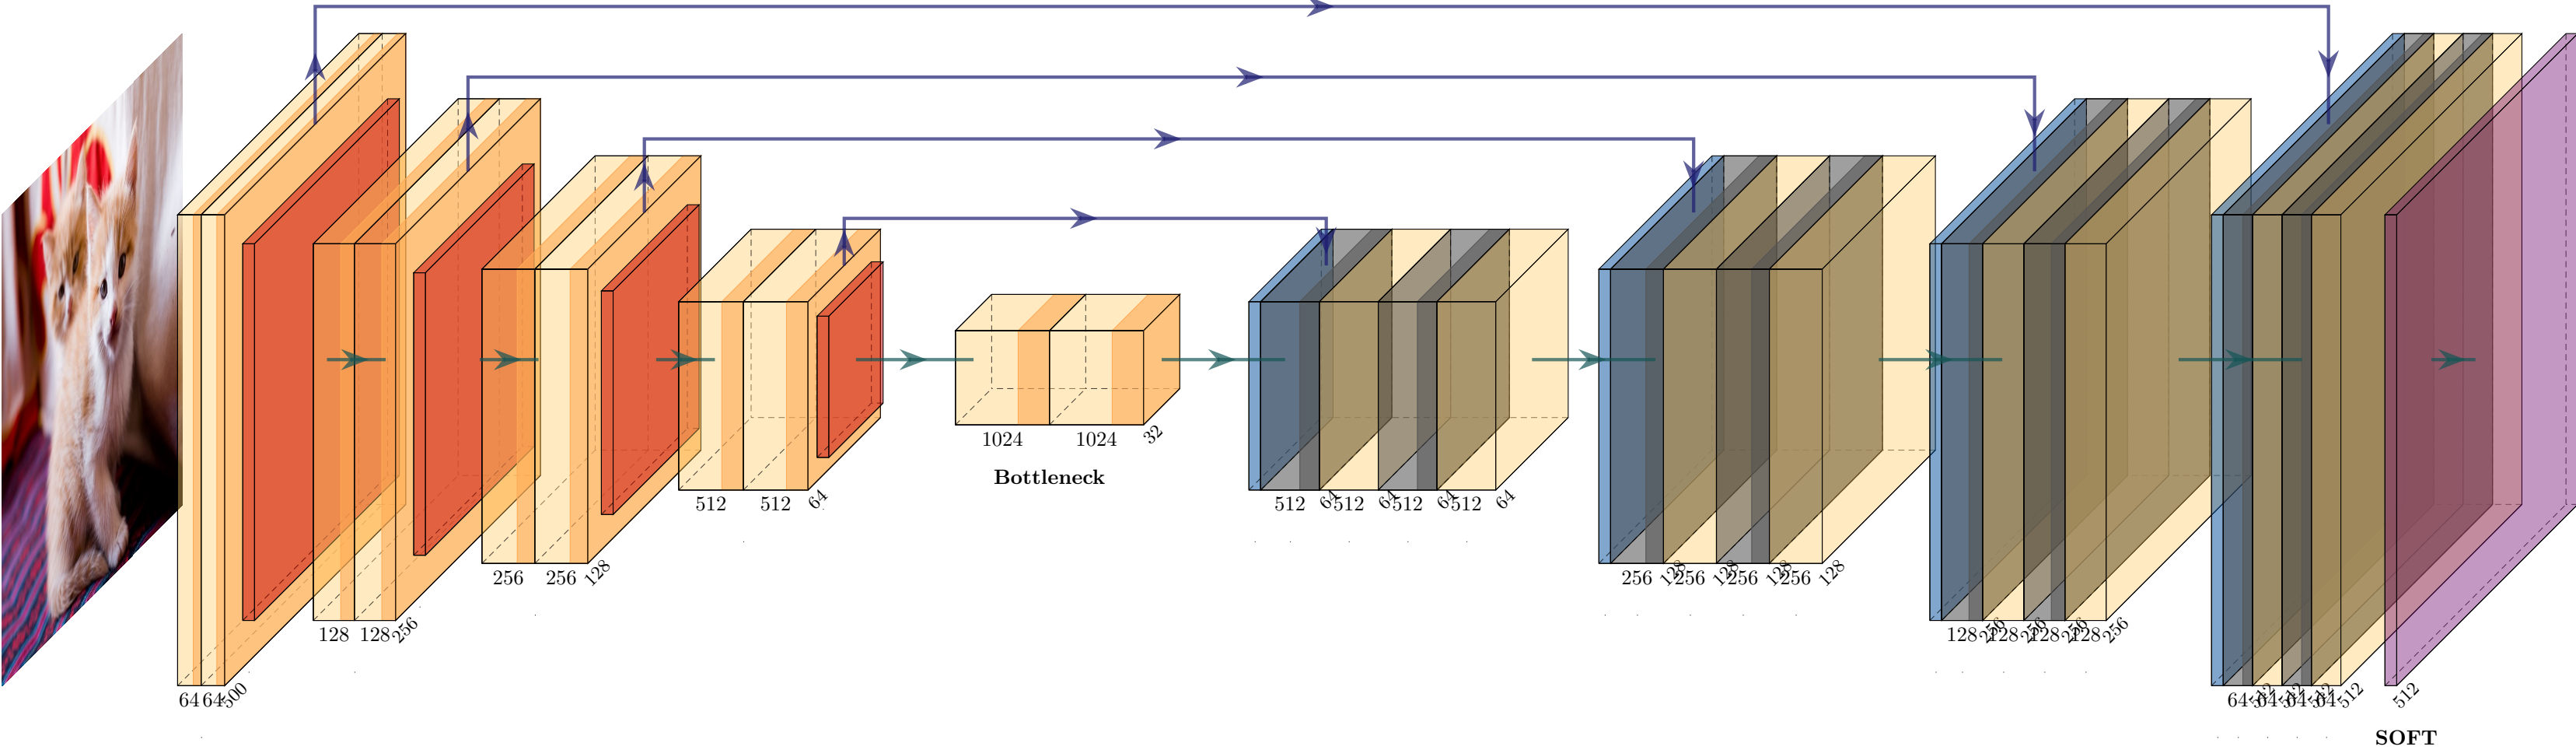 64 64 500
128 128 256
256 256 128
512 512 64
1024 1024 32
Bottleneck
512 64 512 64 512 64 512 64
256 128 256 128 256 128 256 128
128 256 128 256 128 256 128 256
64 512 64 512 64 512 64 512
512
SOFT